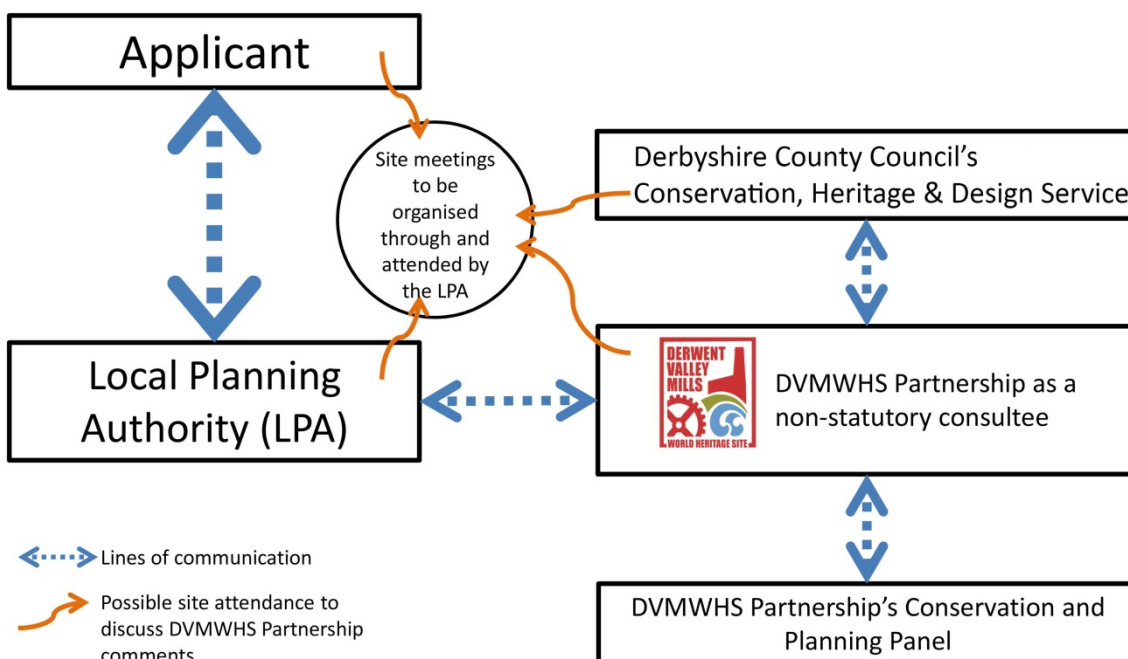 Applicant
Site meetings
to be
organised
through and
attended by
the LPA
Derbyshire County Council’s
Conservation, Heritage & Design Service
Local Planning
Authority (LPA)
DERWENT
VALLEY
MILLS
WORLD HERITAGE SITE
DVMWHS Partnership as a
non-statutory consultee
Lines of communication
Possible site attendance to
discuss DVMWHS Partnership
comments
DVMWHS Partnership’s Conservation and
Planning Panel